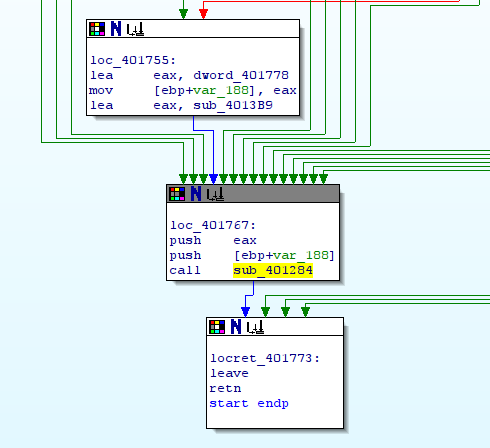 loc_401755:
lea eax, dword_401778
mov [ebp+var_188], eax
lea eax, sub_4013B9
loc_401767:
push eax
push [ebp+var_188]
call sub_401284
locret_401773:
leave
retn
start endp